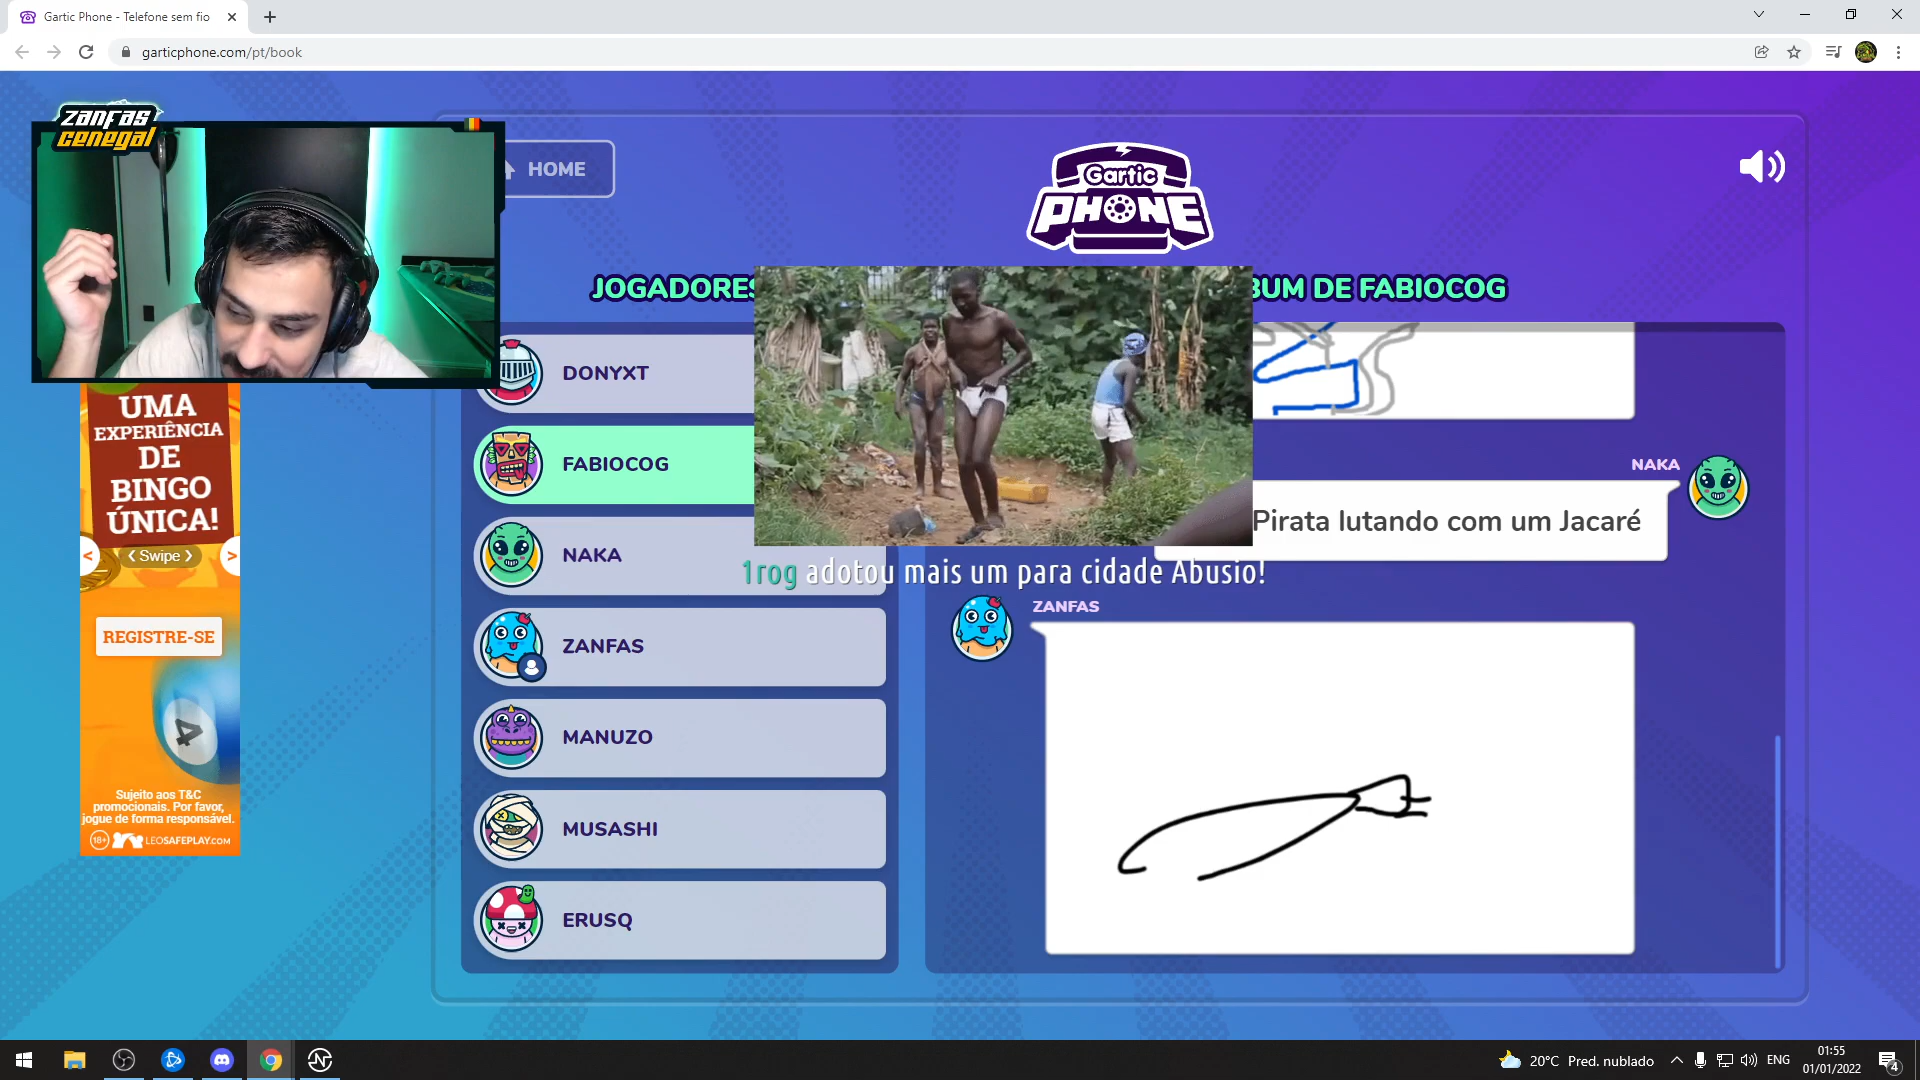 Gartic Phone - Telefone sem fio
garticphone.com/pt/book
ZANFAS
CENEGAL
HOME
Gartic
PHONE
JOGADORES
BUM DE FABIOCOG
DONYXT
FABIOCOG
NAKA
ZANFAS
MANUZO
MUSASHI
ERUSQ
NAKA
Pirata lutando com um Jacaré
1rog adotou mais um para cidade Abusio!
ZANFAS
UMA
EXPERIÊNCIA
DE
BINGO
ÚNICA!
< Swipe >
REGISTRE-SE
4
Sujeito aos T&C
promocionais. Por favor,
jogue de forma responsável.
18+ LEOSAFEPLAY.COM
20°C Pred. nublado
ENG
01:55
01/01/2022
4